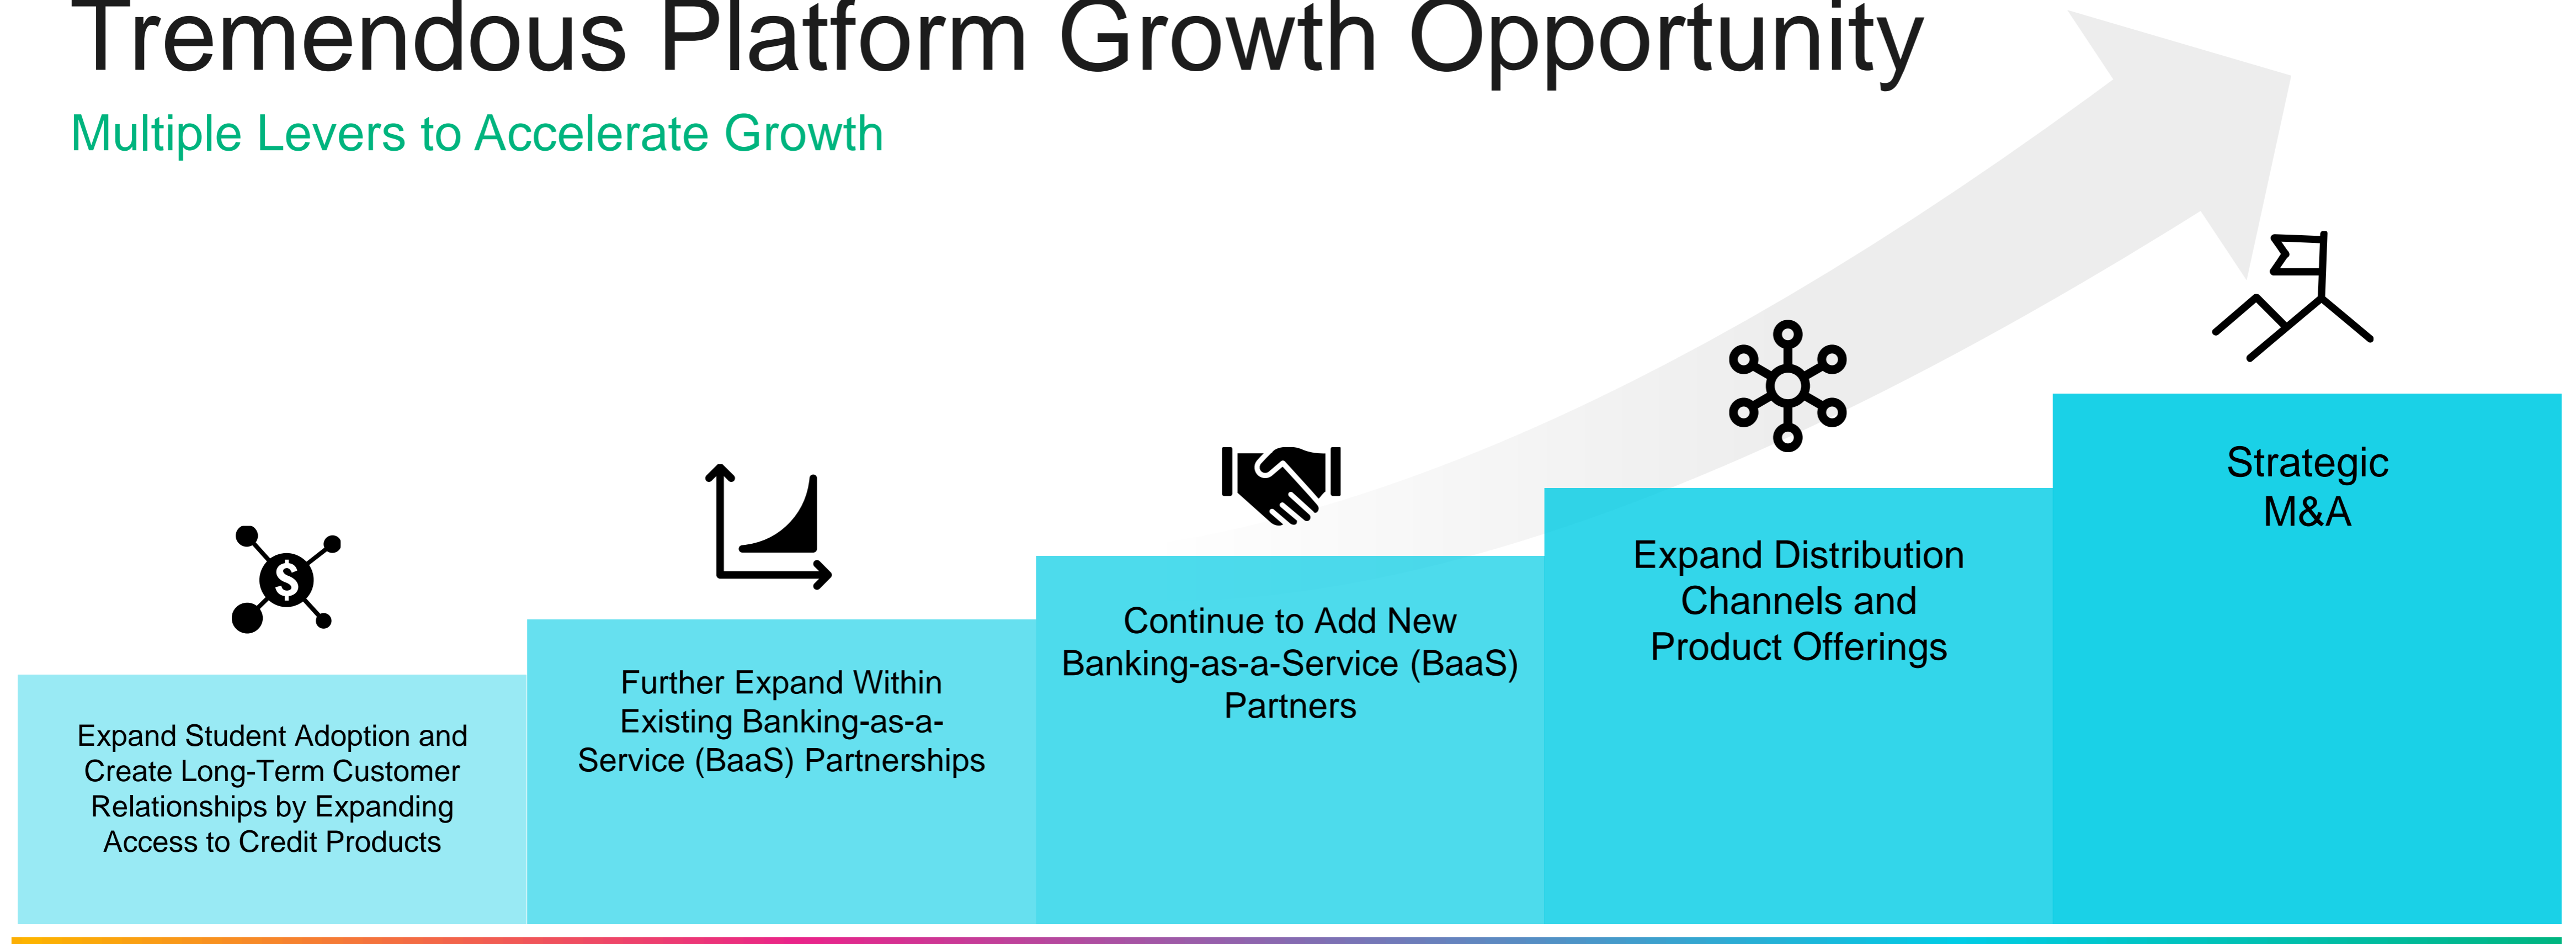 Tremendous Platform Growth Opportunity
Multiple Levers to Accelerate Growth
Expand Student Adoption and
Create Long-Term Customer
Relationships by Expanding
Access to Credit Products
Further Expand Within
Existing Banking-as-a-
Service (BaaS) Partnerships
Continue to Add New
Banking-as-a-Service (BaaS)
Partners
Expand Distribution
Channels and
Product Offerings
Strategic
M&A
$